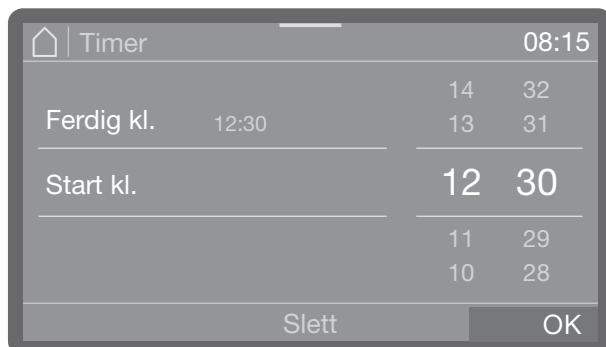 Timer 08:15
14 32
Ferdig kl. 12:30 13 31
Start kl. 12 30
11 29
10 28
Slett OK